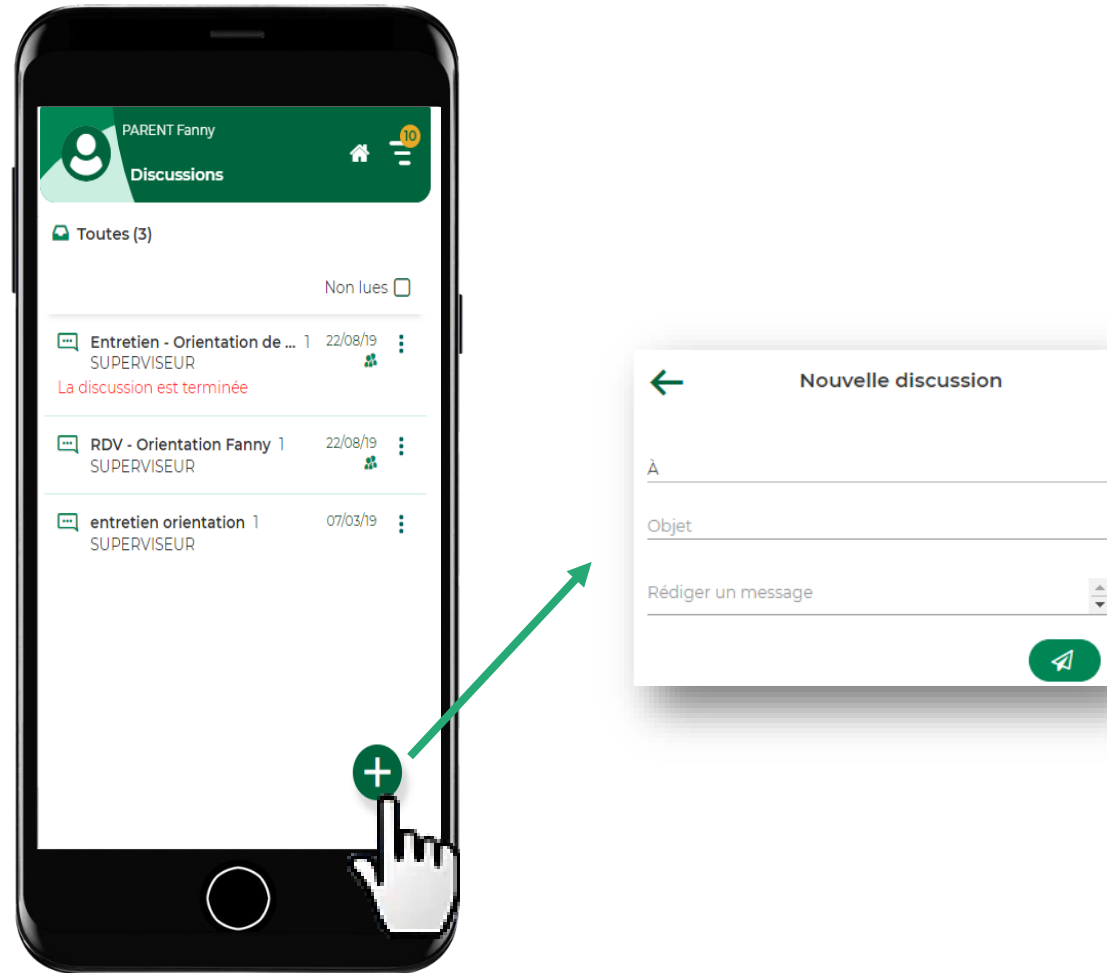 PARENT Fanny
10
Discussions
Toutes (3)
Non lues
Entretien - Orientation de ... 1 22/08/19
SUPERVISEUR
La discussion est terminée
RDV - Orientation Fanny 1 22/08/19
SUPERVISEUR
entretien orientation 1 07/03/19
SUPERVISEUR
Nouvelle discussion
À
Objet
Rédiger un message